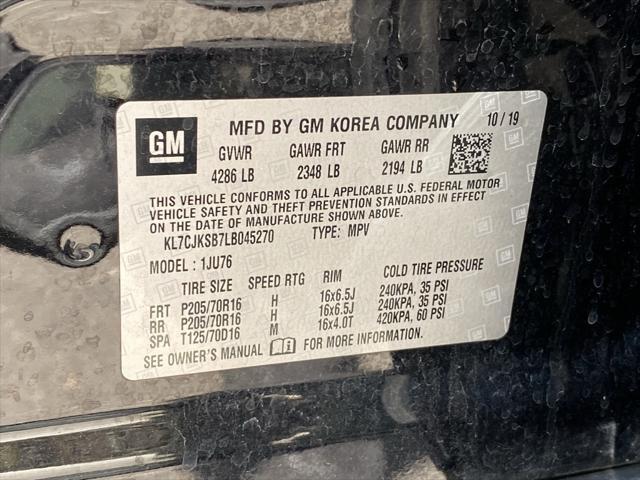 GM MFD BY GM KOREA COMPANY 10/19
GVWR GAWR FRT GAWR RR
4286 LB 2348 LB 2194 LB
THIS VEHICLE CONFORMS TO ALL APPLICABLE U.S. FEDERAL MOTOR
VEHICLE SAFETY AND THEFT PREVENTION STANDARDS IN EFFECT
ON THE DATE OF MANUFACTURE SHOWN ABOVE.
KL7CJKSB7LB045270 TYPE: MPV
MODEL: 1JU76
TIRE SIZE SPEED RTG RIM COLD TIRE PRESSURE
FRT P205/70R16 H 16x6.5J 240KPA, 35 PSI
RR P205/70R16 H 16x6.5J 240KPA, 35 PSI
SPA T125/70D16 M 16x4.0T 420KPA, 60 PSI
SEE OWNER'S MANUAL FOR MORE INFORMATION.